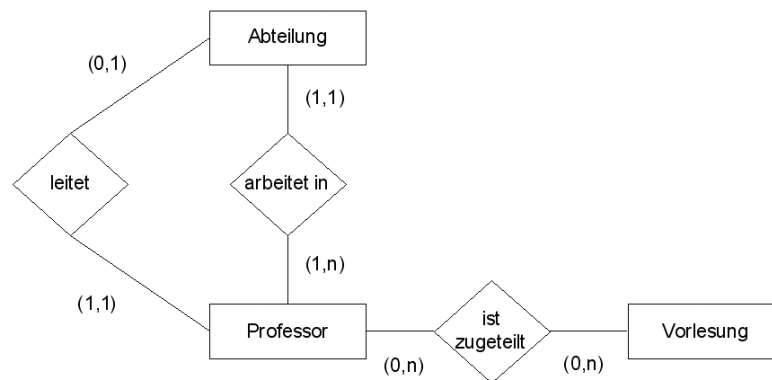 Abteilung
(0,1)
(1,1)
leitet
arbeitet in
(1,n)
(1,1)
Professor
ist
zugeteilt
Vorlesung
(0,n)
(0,n)